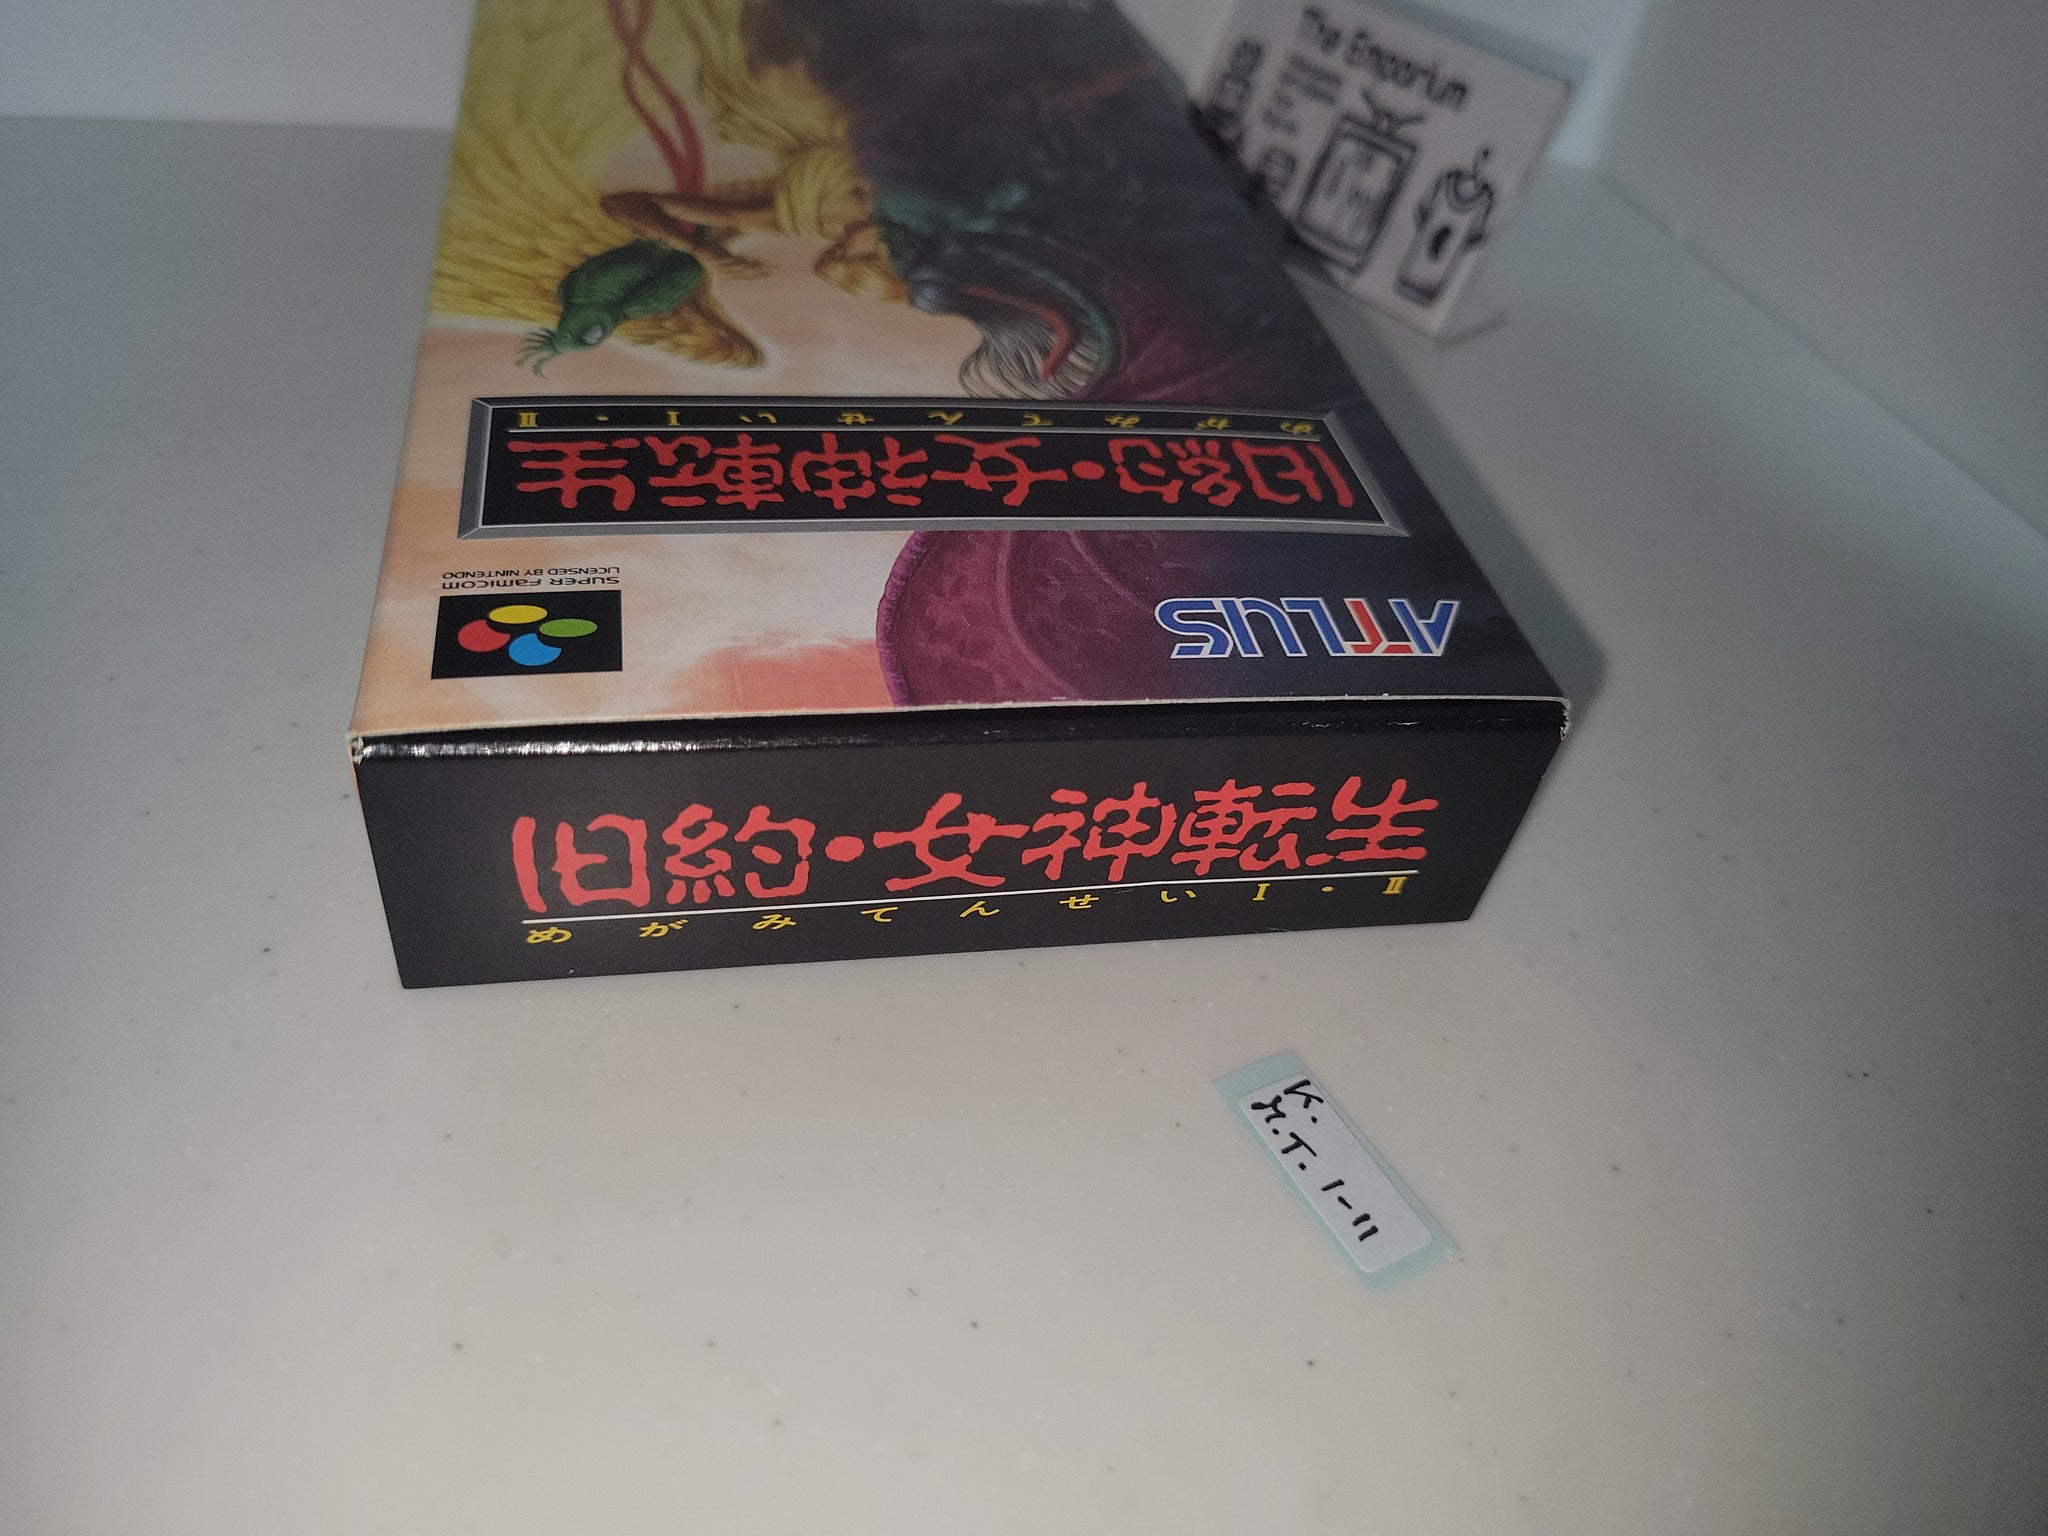 The Emporium
めがみてんせいI・II
旧約・女神転生
SUPER FAMICOM
LICENSED BY NINTENDO
ATLUS
旧約・女神転生
めがみてんせいI・II
K.
M.T. I-II